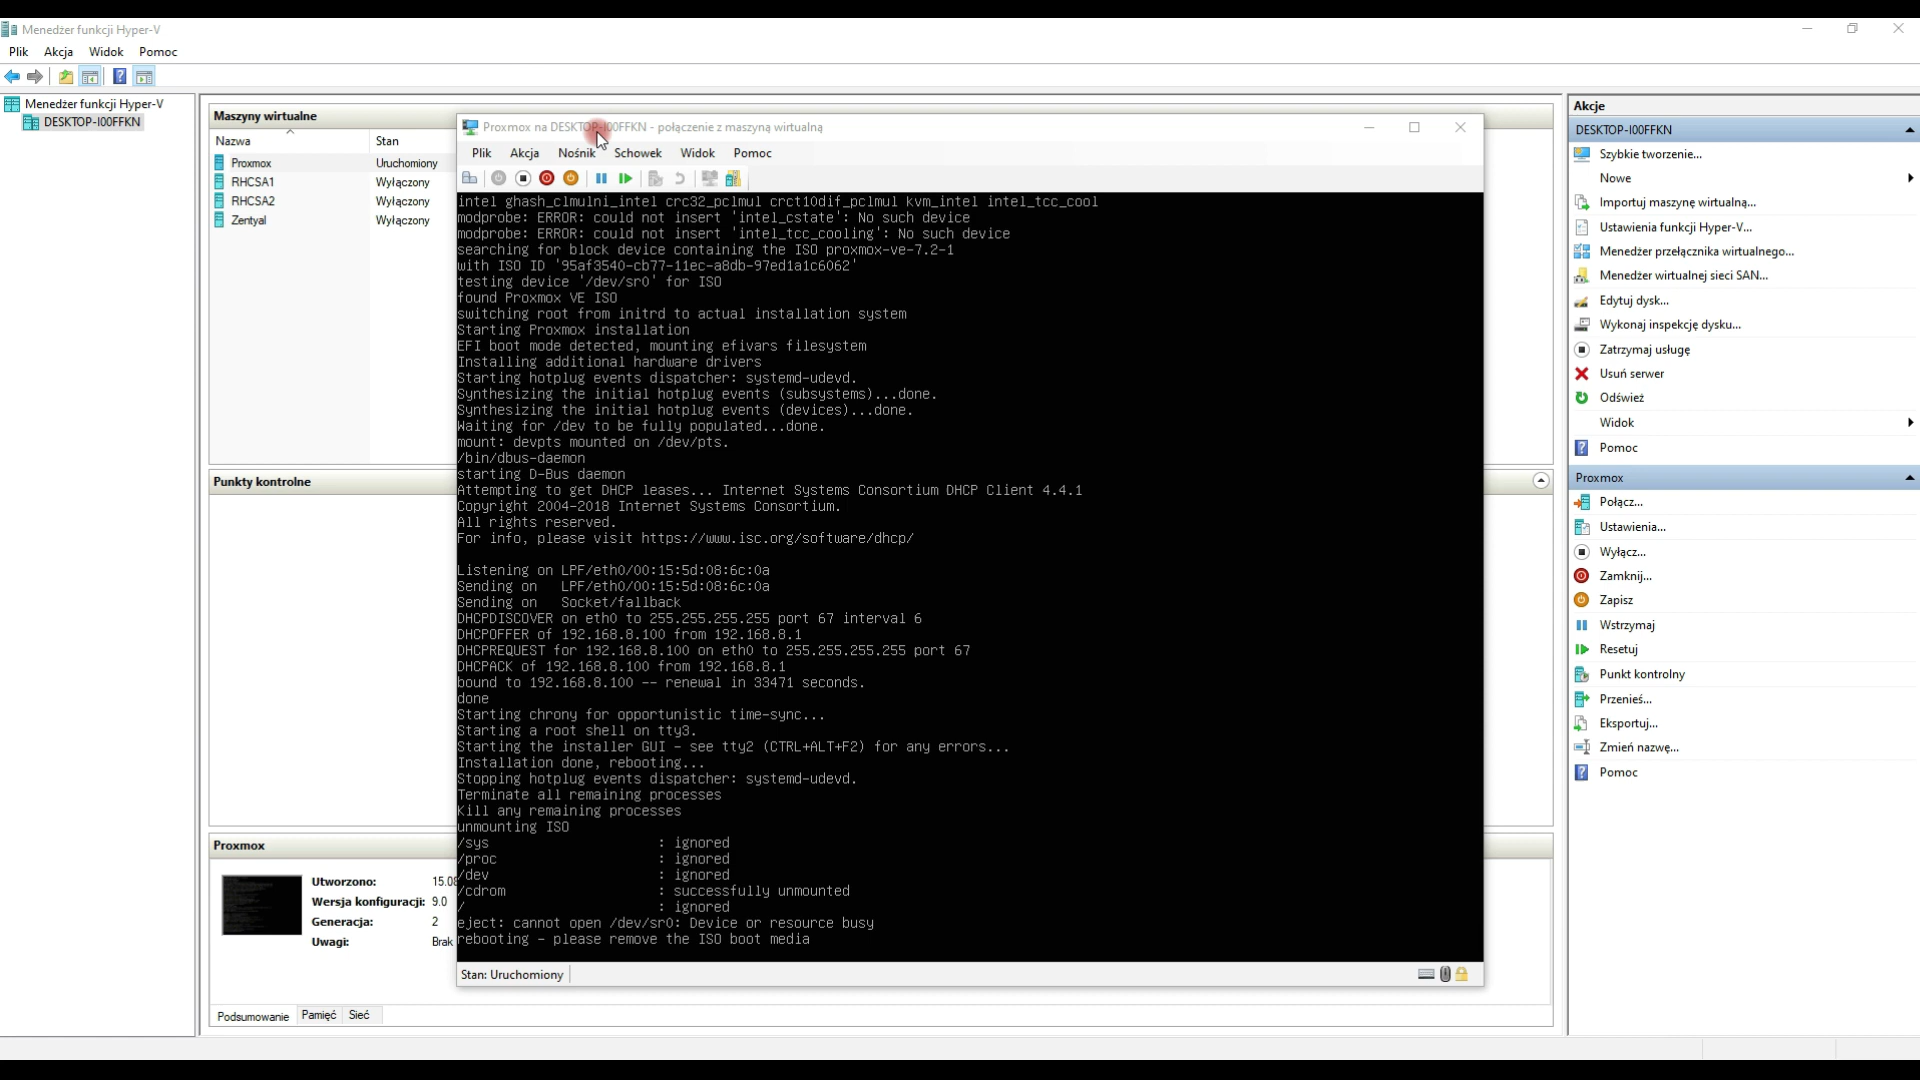 Menedżer funkcji Hyper-V
Plik Akcja Widok Pomoc
Menedżer funkcji Hyper-V
DESKTOP-I00FFKN
Maszyny wirtualne
Nazwa Stan
Proxmox Uruchomiony
RHCSA1 Wyłączony
RHCSA2 Wyłączony
Zentyal Wyłączony
Punkty kontrolne
Proxmox
Utworzono: 15.08
Wersja konfiguracji: 9.0
Generacja: 2
Uwagi: Brak
Podsumowanie Pamięć Sieć
Proxmox na DESKTOP-I00FFKN - połączenie z maszyną wirtualną
Plik Akcja Nośnik Schowek Widok Pomoc
intel ghash_clmulni_intel crc32_pclmul crct10dif_pclmul kvm_intel intel_tcc_cool
modprobe: ERROR: could not insert 'intel_cstate': No such device
modprobe: ERROR: could not insert 'intel_tcc_cooling': No such device
searching for block device containing the ISO proxmox-ve-7.2-1
with ISO ID '95af3540-cb77-11ec-a8db-97ed1a1c6062'
testing device '/dev/sr0' for ISO
found Proxmox VE ISO
switching root from initrd to actual installation system
Starting Proxmox installation
EFI boot mode detected, mounting efivars filesystem
Installing additional hardware drivers
Starting hotplug events dispatcher: systemd-udevd.
Synthesizing the initial hotplug events (subsystems)...done.
Synthesizing the initial hotplug events (devices)...done.
Waiting for /dev to be fully populated...done.
mount: devpts mounted on /dev/pts.
/bin/dbus-daemon
starting D-Bus daemon
Attempting to get DHCP leases... Internet Systems Consortium DHCP Client 4.4.1
Copyright 2004-2018 Internet Systems Consortium.
All rights reserved.
For info, please visit https://www.isc.org/software/dhcp/
Listening on LPF/eth0/00:15:5d:08:6c:0a
Sending on   LPF/eth0/00:15:5d:08:6c:0a
Sending on   Socket/fallback
DHCPDISCOVER on eth0 to 255.255.255.255 port 67 interval 6
DHCPOFFER of 192.168.8.100 from 192.168.8.1
DHCPREQUEST for 192.168.8.100 on eth0 to 255.255.255.255 port 67
DHCPACK of 192.168.8.100 from 192.168.8.1
bound to 192.168.8.100 -- renewal in 33471 seconds.
done
Starting chrony for opportunistic time-sync...
Starting a root shell on tty3.
Starting the installer GUI - see tty2 (CTRL+ALT+F2) for any errors...
Installation done, rebooting...
Stopping hotplug events dispatcher: systemd-udevd.
Terminate all remaining processes
Kill any remaining processes
unmounting ISO
/sys : ignored
/proc : ignored
/dev : ignored
/cdrom : successfully unmounted
/ : ignored
eject: cannot open /dev/sr0: Device or resource busy
rebooting - please remove the ISO boot media
Stan: Uruchomiony
Akcje
DESKTOP-I00FFKN
Szybkie tworzenie...
Nowe
Importuj maszynę wirtualną...
Ustawienia funkcji Hyper-V...
Menedżer przełącznika wirtualnego...
Menedżer wirtualnej sieci SAN...
Edytuj dysk...
Wykonaj inspekcję dysku...
Zatrzymaj usługę
Usuń serwer
Odśwież
Widok
Pomoc
Proxmox
Połącz...
Ustawienia...
Wyłącz...
Zamknij...
Zapisz
Wstrzymaj
Resetuj
Punkt kontrolny
Przenieś...
Eksportuj...
Zmień nazwę...
Pomoc